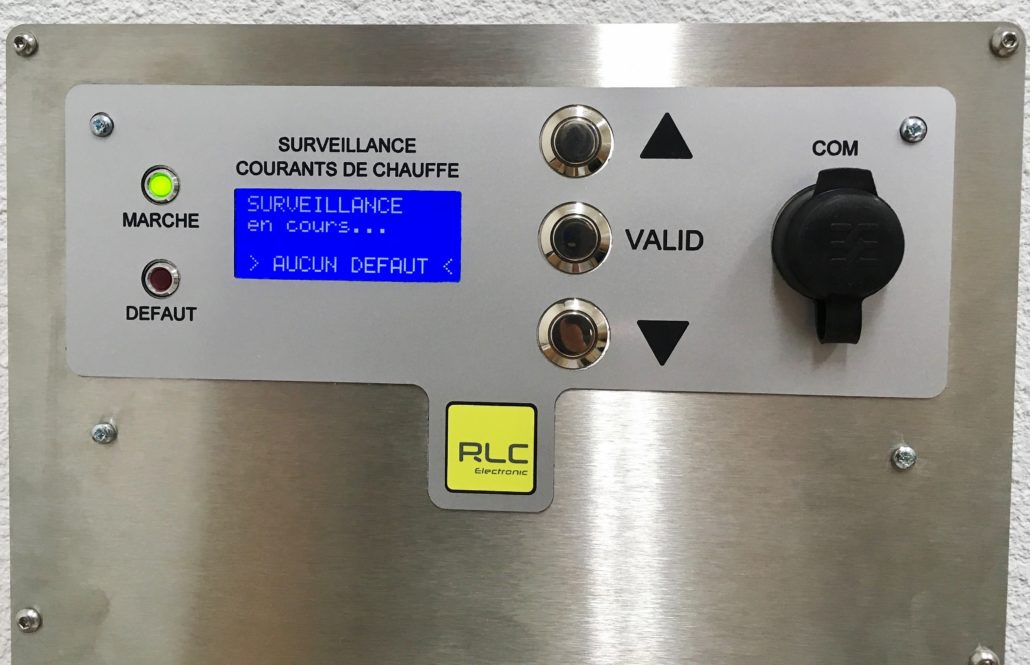 SURVEILLANCE
COURANTS DE CHAUFFE
MARCHE
DEFAUT
SURVEILLANCE
en cours...
> AUCUN DEFAUT <
VALID
COM
RLC
Electronic